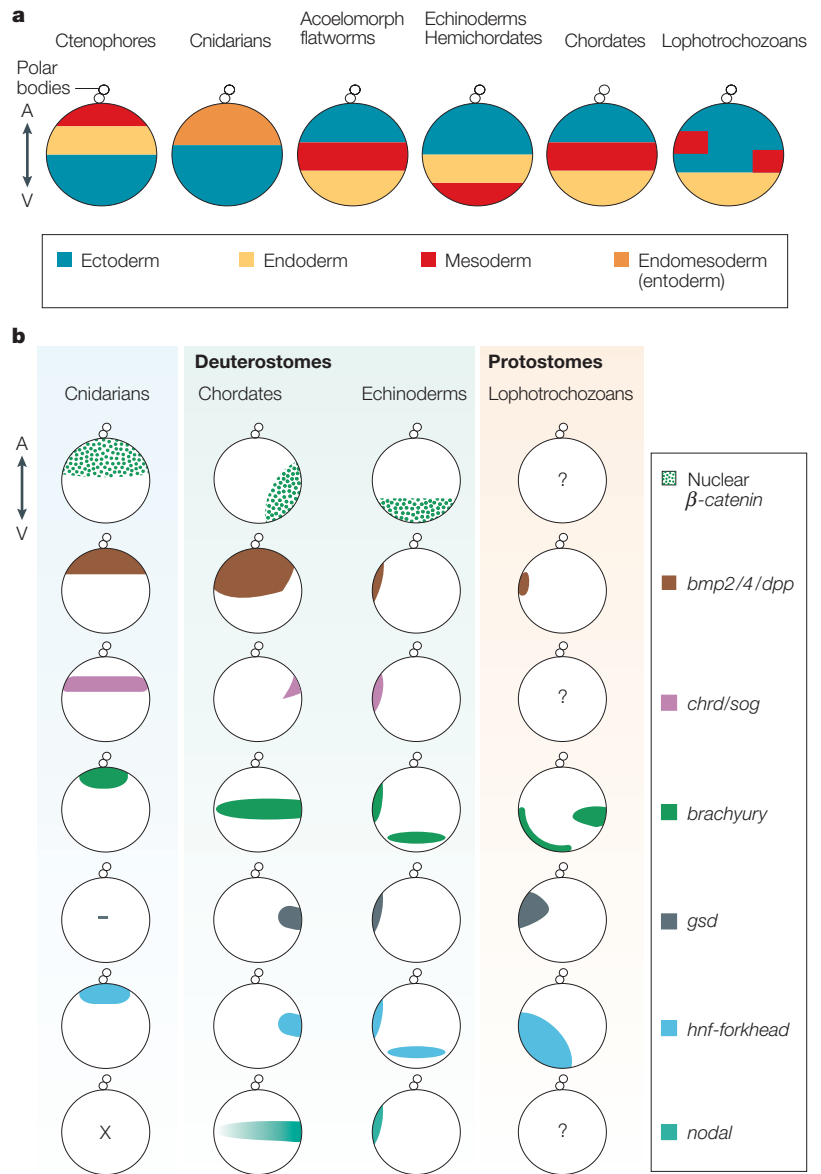 a
Ctenophores
Cnidarians
Acoelomorph
flatworms
Echinoderms
Hemichordates
Chordates
Lophotrochozoans
Polar
bodies
A
V
Ectoderm
Endoderm
Mesoderm
Endomesoderm
(entoderm)
b
Deuterostomes
Protostomes
Cnidarians
Chordates
Echinoderms
Lophotrochozoans
A
V
?
Nuclear
β-catenin
bmp2/4/dpp
?
chrd/sog
brachyury
–
gsd
hnf-forkhead
X
?
nodal